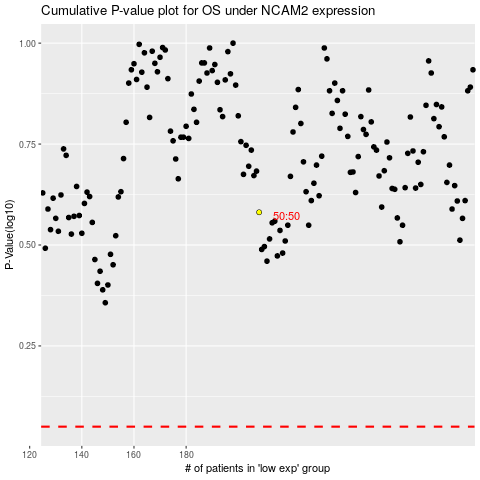 Cumulative P-value plot for OS under NCAM2 expression
1.00
0.75
0.50
0.25
P-Value(log10)
50:50
120 140 160 180
# of patients in 'low exp' group